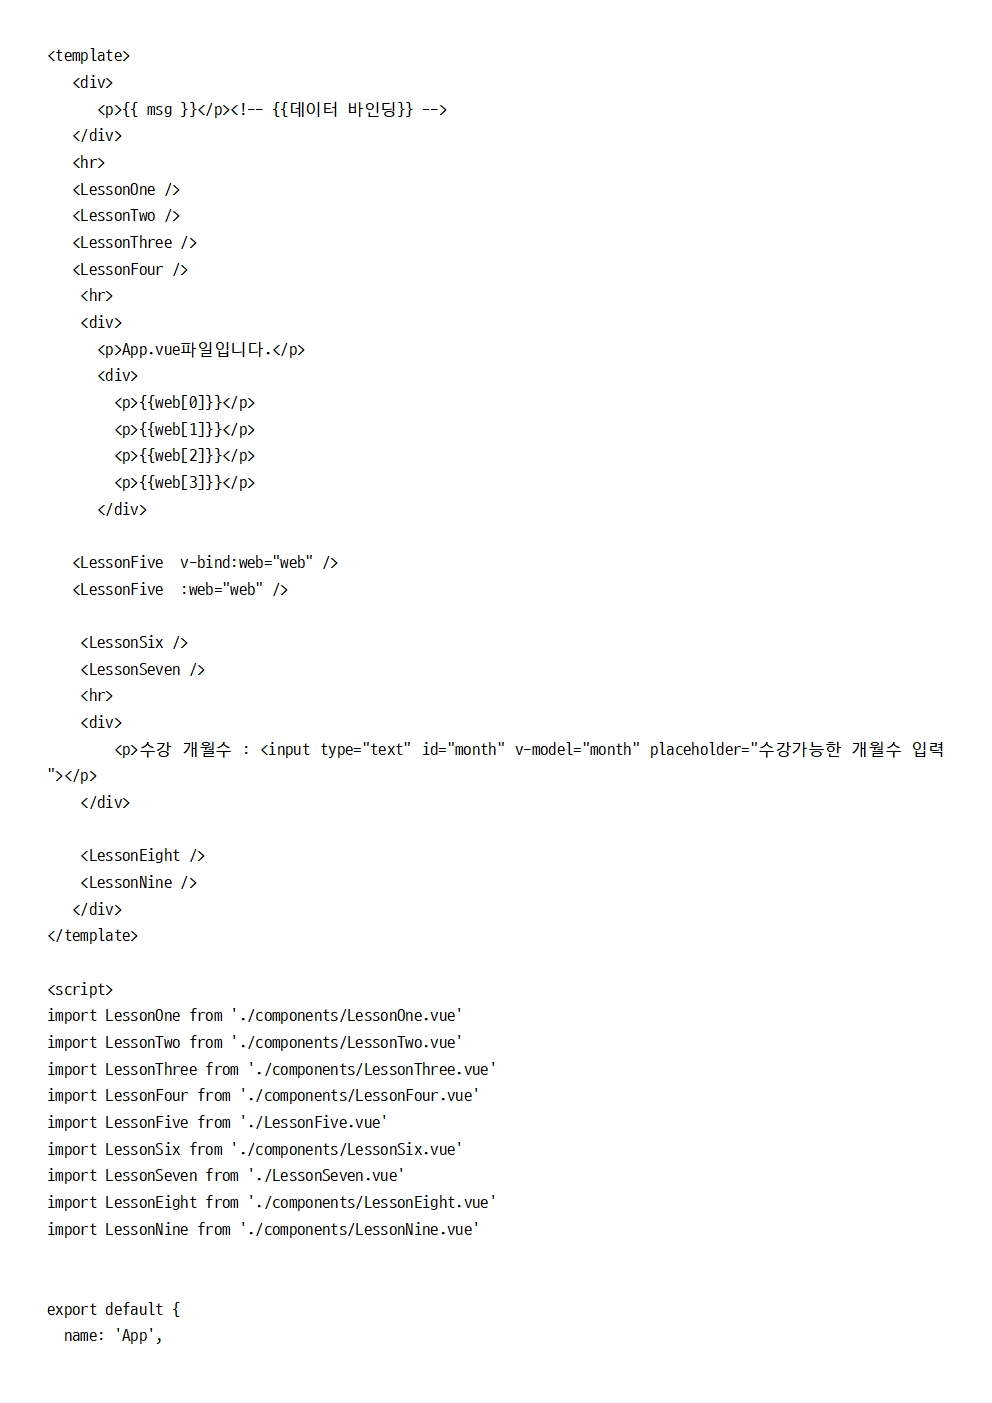 <template>
   <div>
      <p>{{ msg }}</p><!-- {{데이터 바인딩}} -->
   </div>
   <hr>
   <LessonOne />
   <LessonTwo />
   <LessonThree />
   <LessonFour />
    <hr>
    <div>
      <p>App.vue파일입니다.</p>
      <div>
        <p>{{web[0]}}</p>
        <p>{{web[1]}}</p>
        <p>{{web[2]}}</p>
        <p>{{web[3]}}</p>
      </div>

   <LessonFive  v-bind:web="web" />
   <LessonFive  :web="web" />

    <LessonSix />
    <LessonSeven />
    <hr>
    <div>
        <p>수강 개월수 : <input type="text" id="month" v-model="month" placeholder="수강가능한 개월수 입력
"></p>
    </div>

    <LessonEight />
    <LessonNine />
   </div>
</template>

<script>
import LessonOne from './components/LessonOne.vue'
import LessonTwo from './components/LessonTwo.vue'
import LessonThree from './components/LessonThree.vue'
import LessonFour from './components/LessonFour.vue'
import LessonFive from './LessonFive.vue'
import LessonSix from './components/LessonSix.vue'
import LessonSeven from './LessonSeven.vue'
import LessonEight from './components/LessonEight.vue'
import LessonNine from './components/LessonNine.vue'


export default {
  name: 'App',